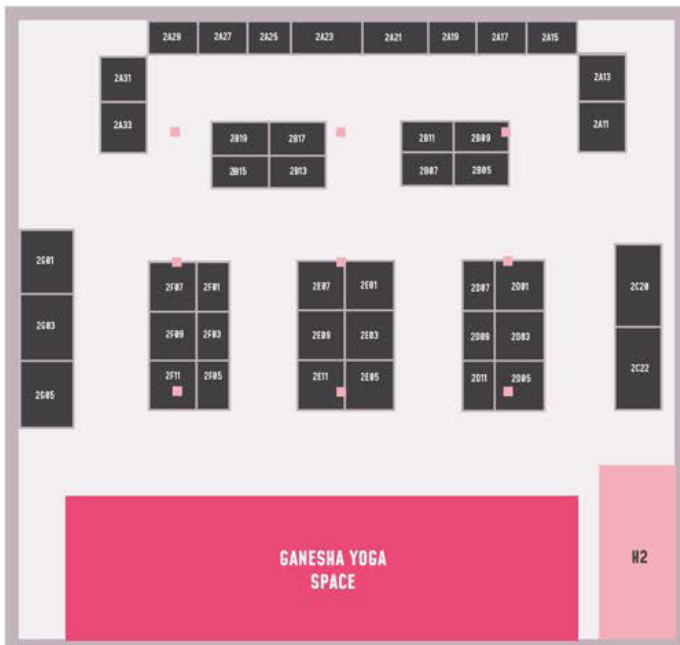 2A29 2A27 2A25 2A23 2A21 2A19 2A17 2A15
2A31
2A33
2A13
2A11
2B19 2B17
2B15 2B13
2B11 2B09
2B07 2B05
2G01
2G03
2G05
2F07 2F01
2F09 2F03
2F11 2F05
2E07 2E01
2E09 2E03
2E11 2E05
2D07 2D01
2D09 2D03
2D11 2D05
2C20
2C22
GANESHA YOGA
SPACE
H2